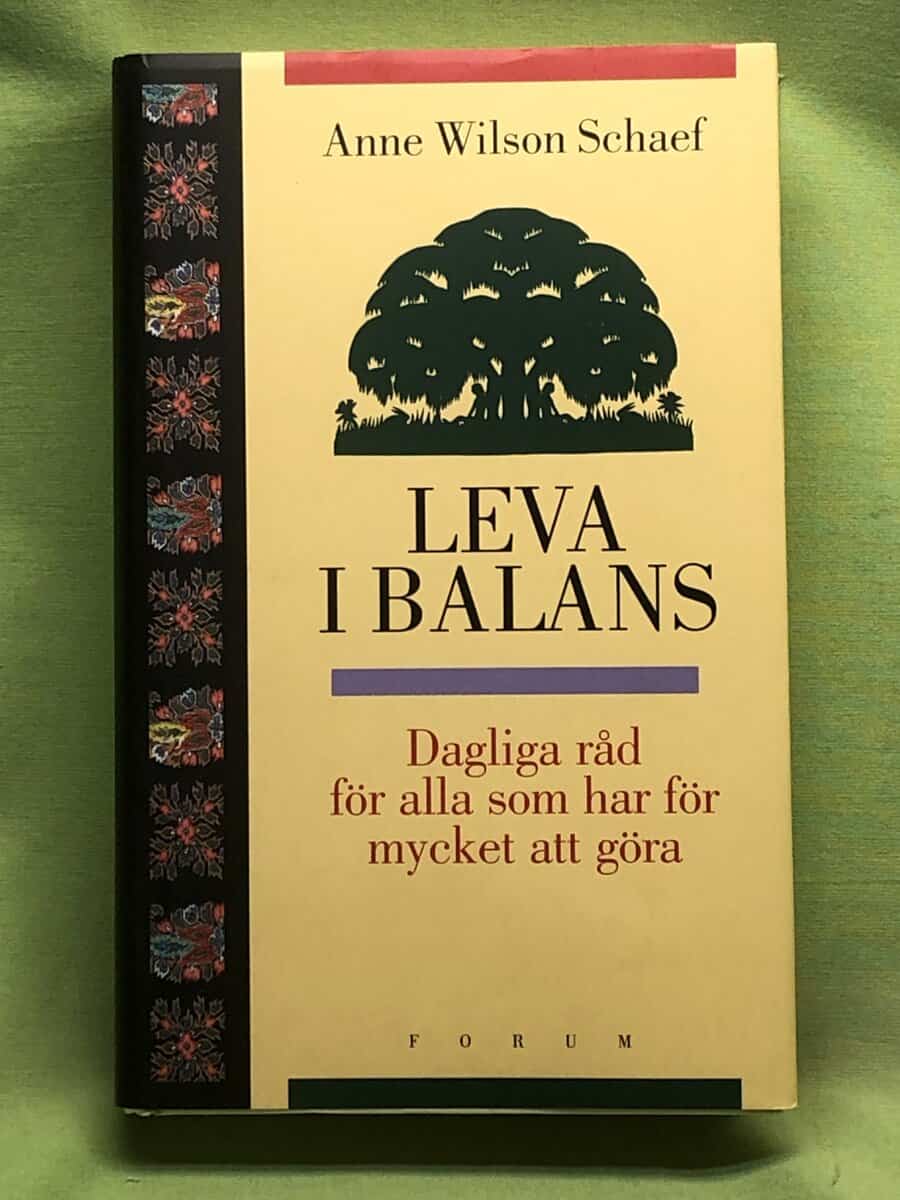 Anne Wilson Schaef
LEVA
I BALANS
Dagliga råd
för alla som har för
mycket att göra
FORUM